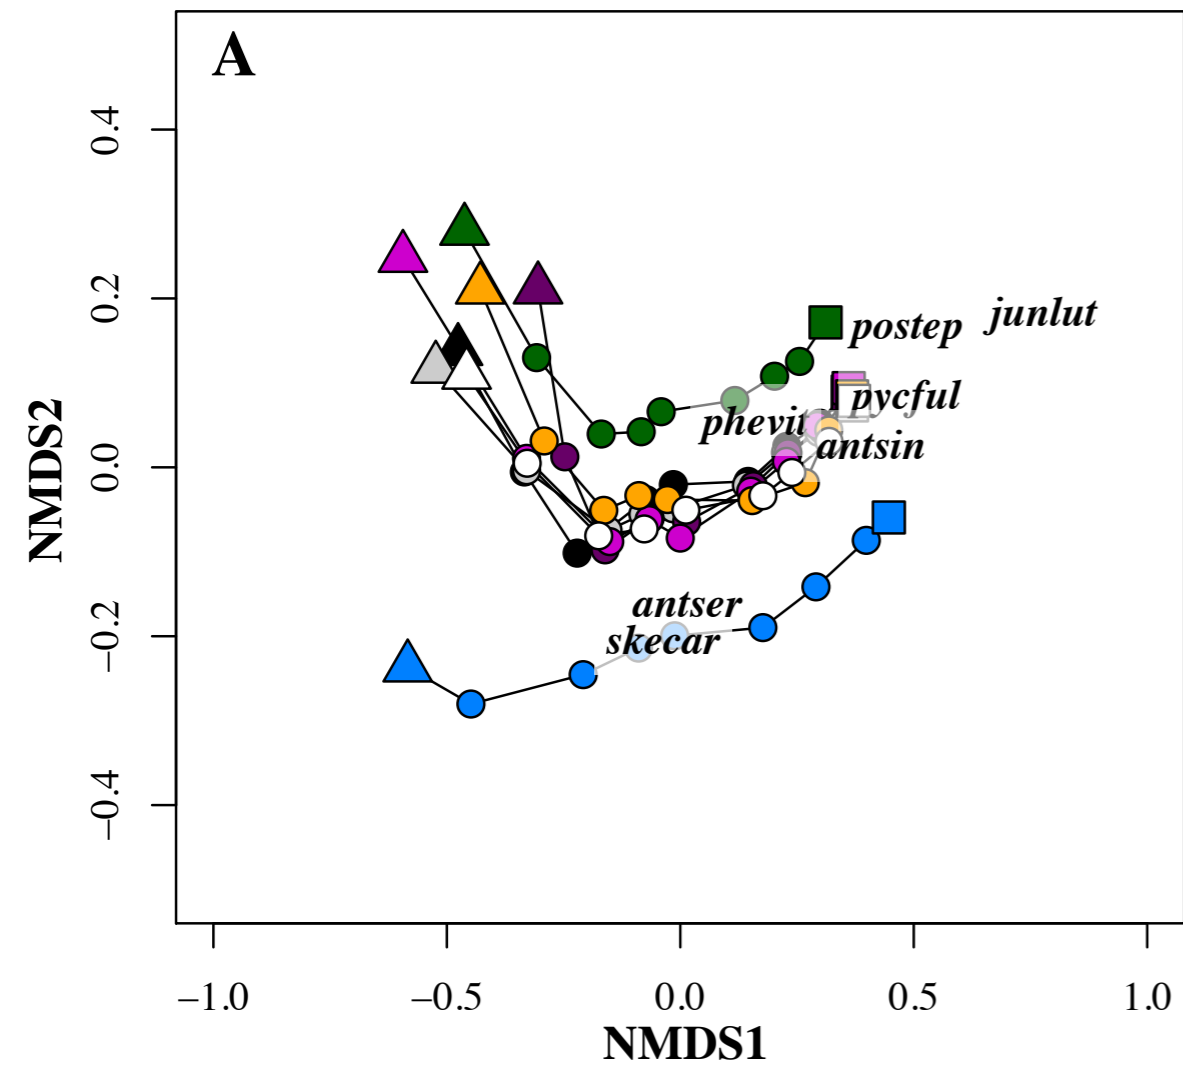 A
0.4
0.2
0.0
−0.2
−0.4
NMDS2
postep
junlut
pycful
phevit
antsin
antser
skecar
−1.0
−0.5
0.0
0.5
1.0
NMDS1